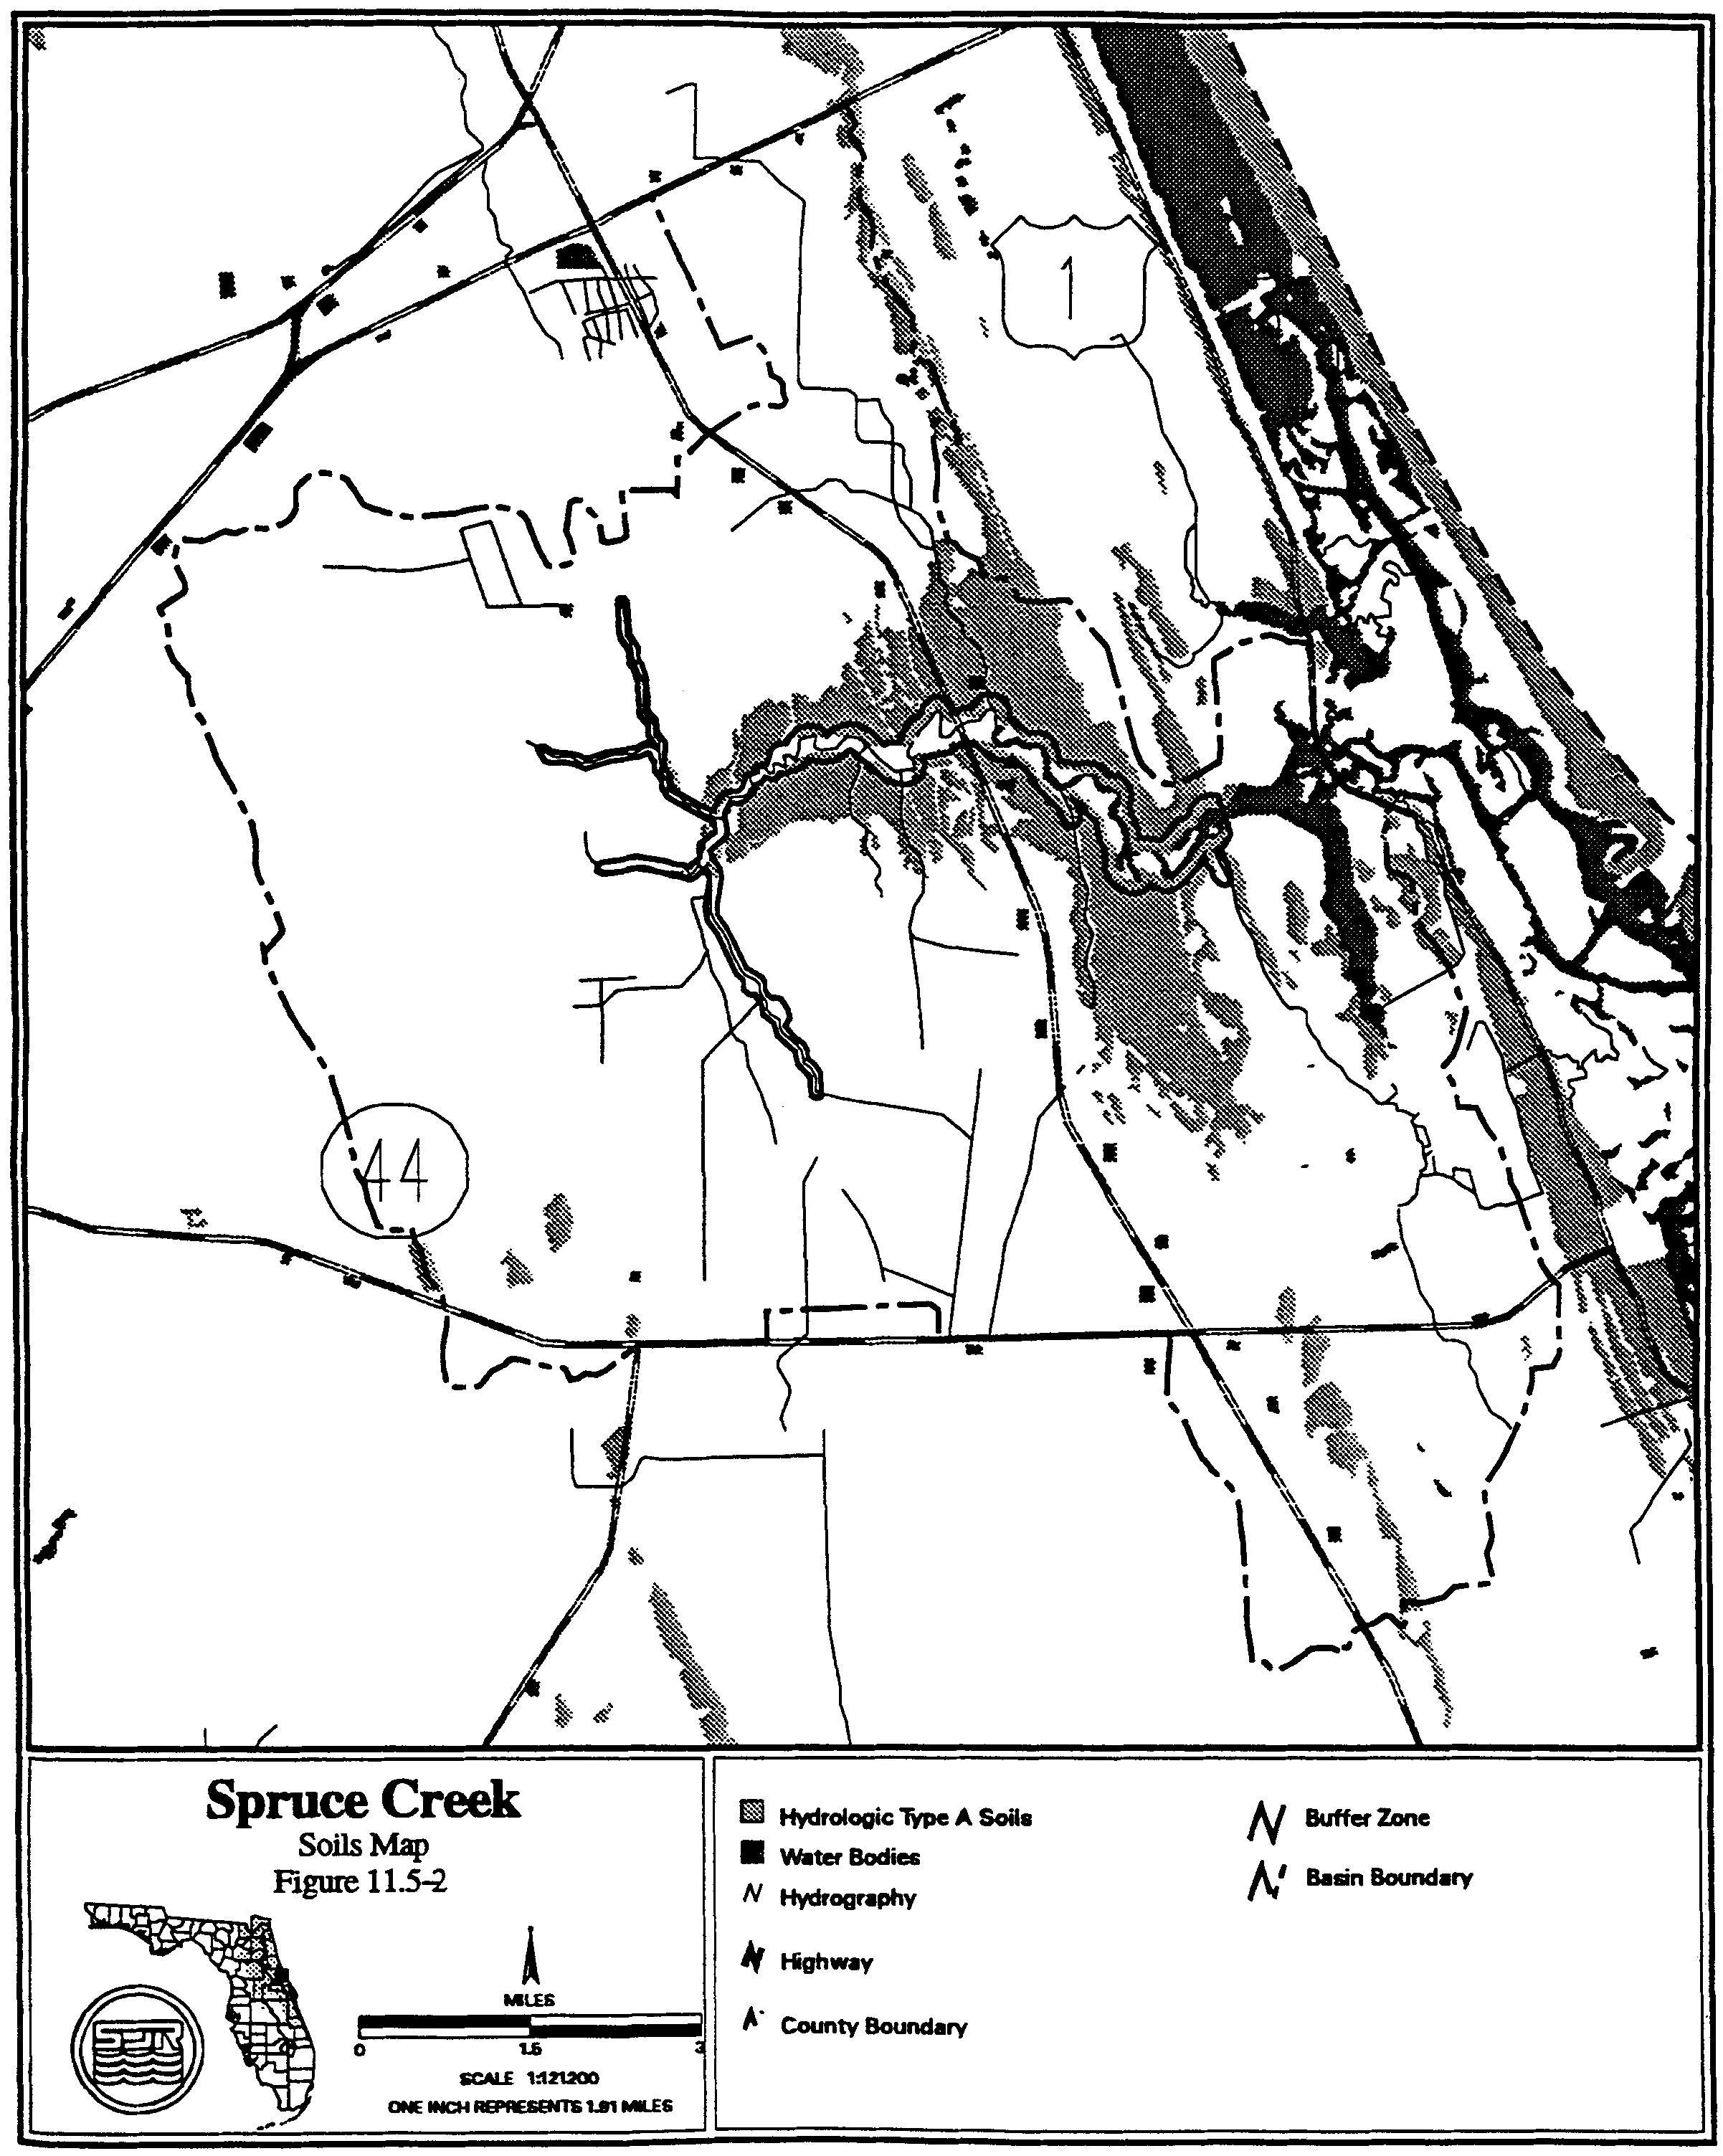 1
44
Spruce Creek
Soils Map
Figure 11.5-2
MILES
0 1.5 3
SCALE 1:121200
ONE INCH REPRESENTS 1.91 MILES
SJR
Hydrologic Type A Soils
Water Bodies
Hydrography
Highway
County Boundary
Buffer Zone
Basin Boundary